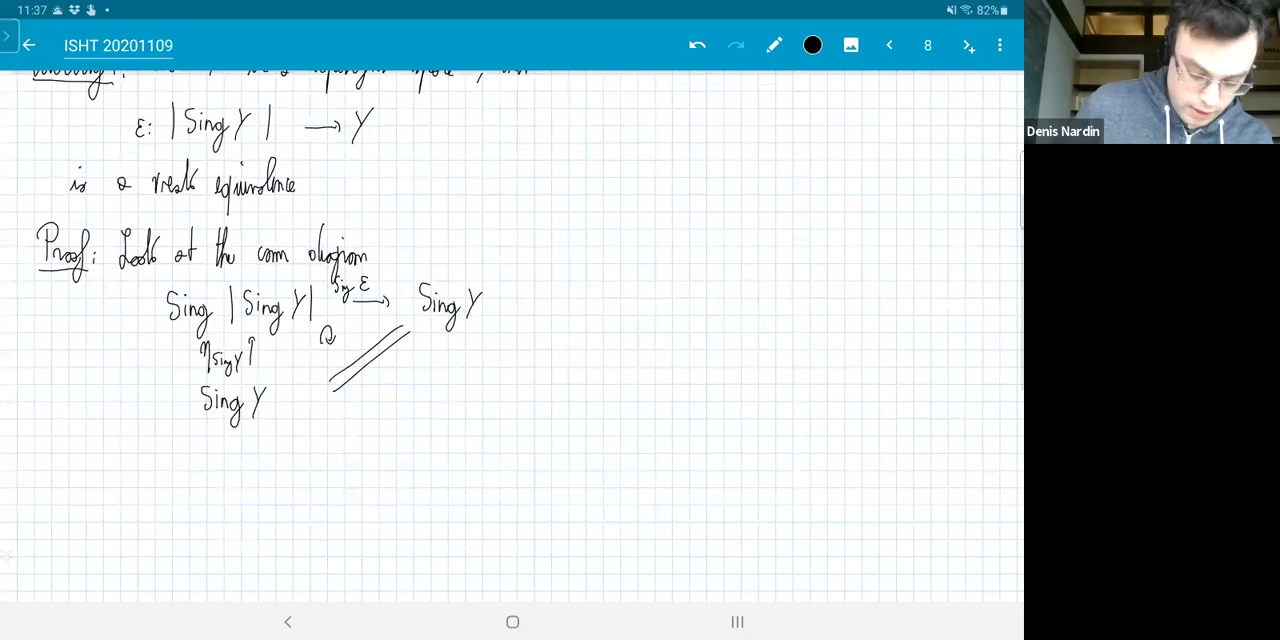 11:37
82%
ISHT 20201109
8
ε: | Sing Y | ⟶ Y
is a weak equivalence
Proof: Look at the comm diagram
Sing | Sing Y | Sing ε ⟶ Sing Y
η Sing Y ↑
Sing Y
Denis Nardin